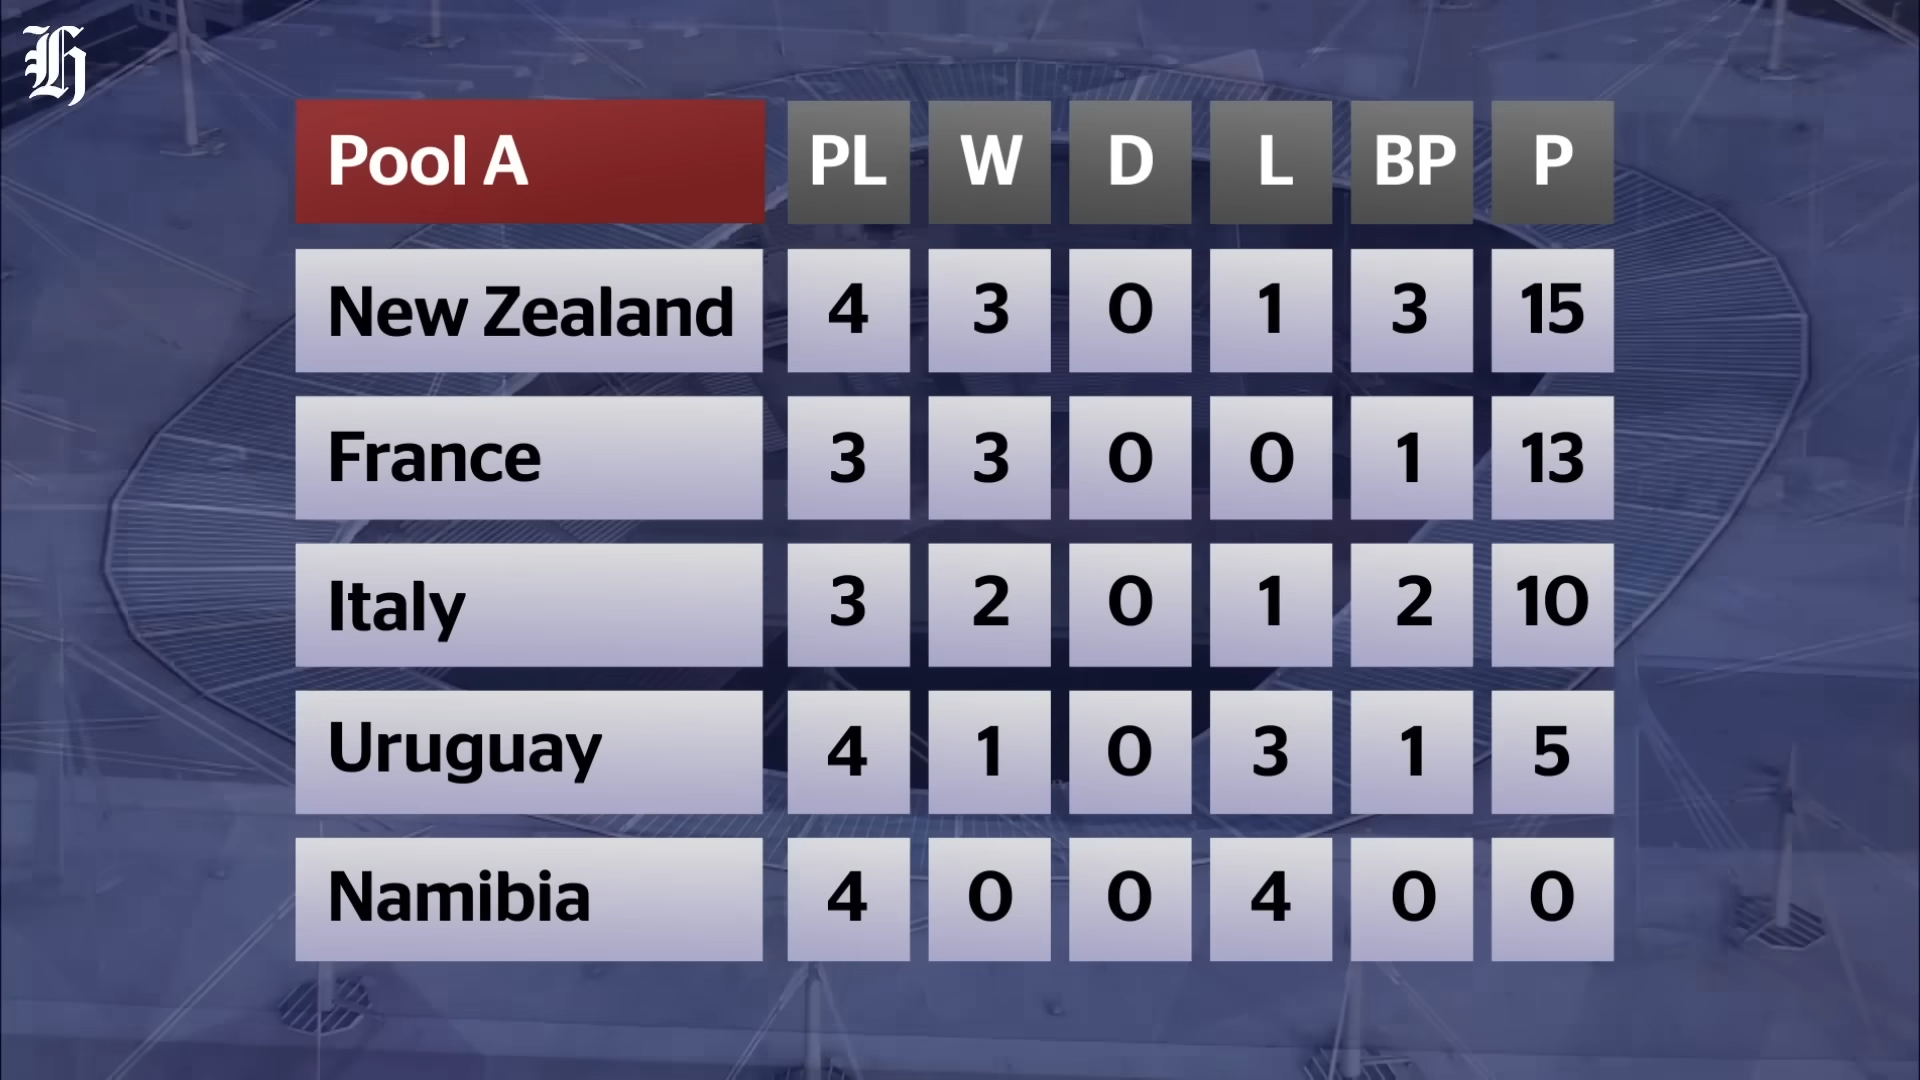 H
Pool A PL W D L BP P
New Zealand 4 3 0 1 3 15
France 3 3 0 0 1 13
Italy 3 2 0 1 2 10
Uruguay 4 1 0 3 1 5
Namibia 4 0 0 4 0 0